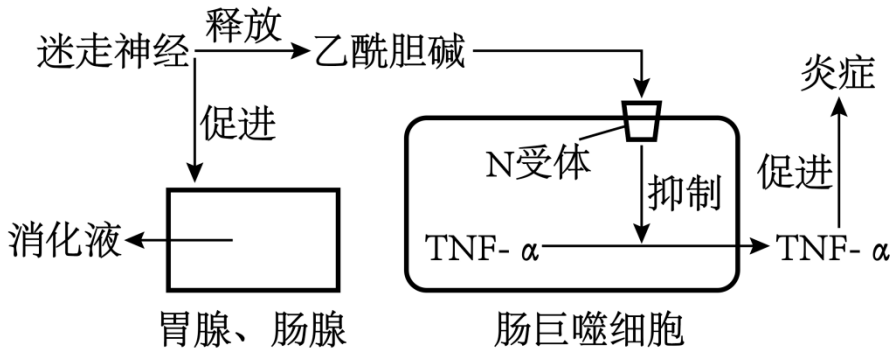 迷走神经
释放
乙酰胆碱
促进
消化液
胃腺、肠腺
N受体
抑制
TNF-α
肠巨噬细胞
TNF-α
促进
炎症